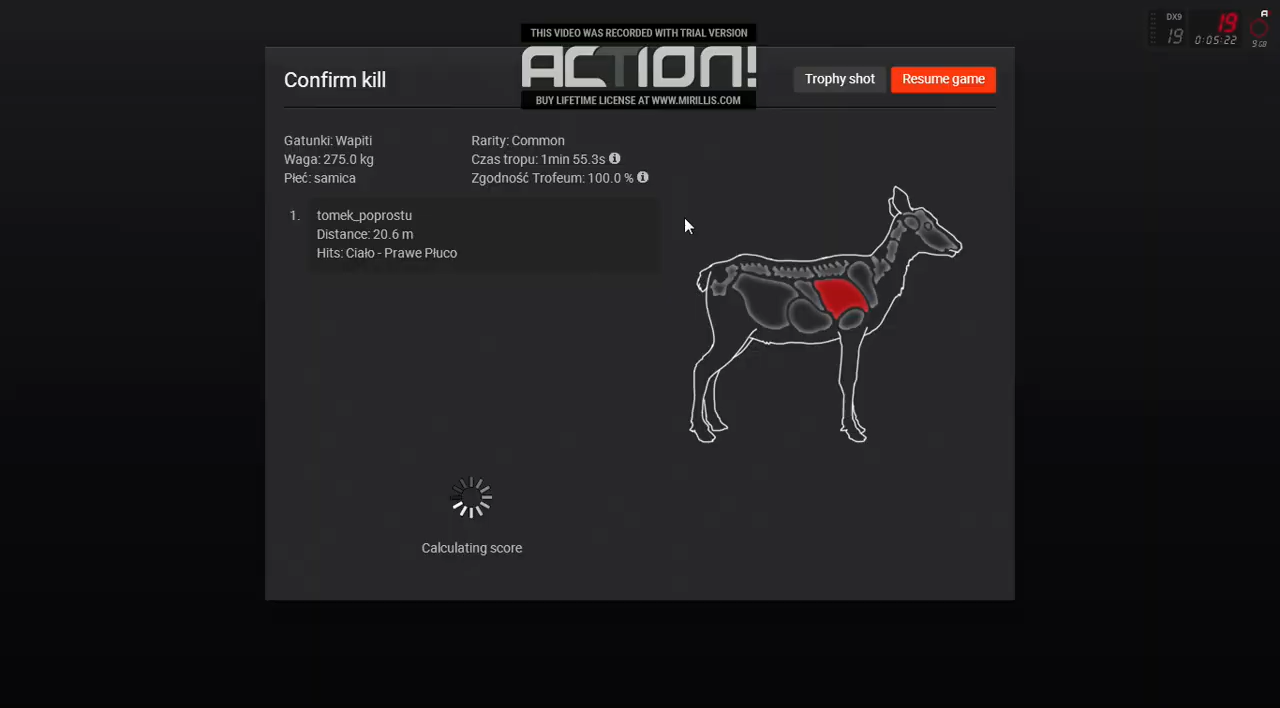 THIS VIDEO WAS RECORDED WITH TRIAL VERSION
ACTION!
BUY LIFETIME LICENSE AT WWW.MIRILLIS.COM
DX9
19
19
0:05:22
9 GB
Confirm kill
Trophy shot
Resume game
Gatunki: Wapiti
Waga: 275.0 kg
Płeć: samica
Rarity: Common
Czas tropu: 1min 55.3s
Zgodność Trofeum: 100.0 %
1. tomek_poprostu
Distance: 20.6 m
Hits: Ciało - Prawe Płuco
Calculating score